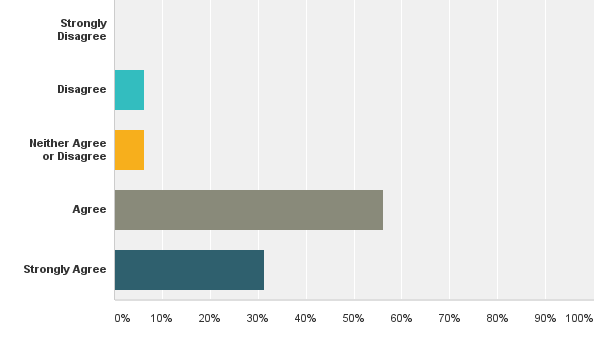 Strongly
Disagree
Disagree
Neither Agree
or Disagree
Agree
Strongly Agree
0% 10% 20% 30% 40% 50% 60% 70% 80% 90% 100%